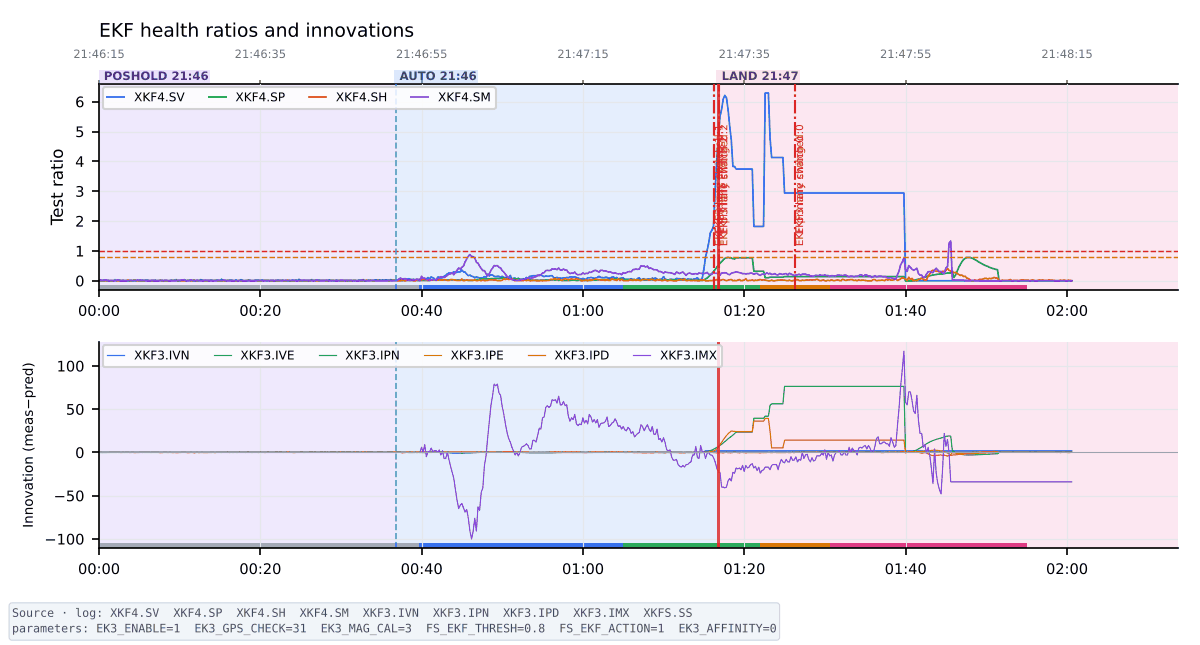 EKF health ratios and innovations
21:46:15 21:46:35 21:46:55 21:47:15 21:47:35 21:47:55 21:48:15
POSHOLD 21:46 AUTO 21:46 LAND 21:47
XKF4.SV XKF4.SP XKF4.SH XKF4.SM
Test ratio
6
5
4
3
2
1
0
00:00 00:20 00:40 01:00 01:20 01:40 02:00
XKF3.IVN XKF3.IVE XKF3.IPN XKF3.IPE XKF3.IPD XKF3.IMX
Innovation (meas−pred)
100
50
0
−50
−100
00:00 00:20 00:40 01:00 01:20 01:40 02:00
Source · log: XKF4.SV XKF4.SP XKF4.SH XKF4.SM XKF3.IVN XKF3.IPN XKF3.IPD XKF3.IMX XKFS.SS
parameters: EK3_ENABLE=1 EK3_GPS_CHECK=31 EK3_MAG_CAL=3 FS_EKF_THRESH=0.8 FS_EKF_ACTION=1 EK3_AFFINITY=0